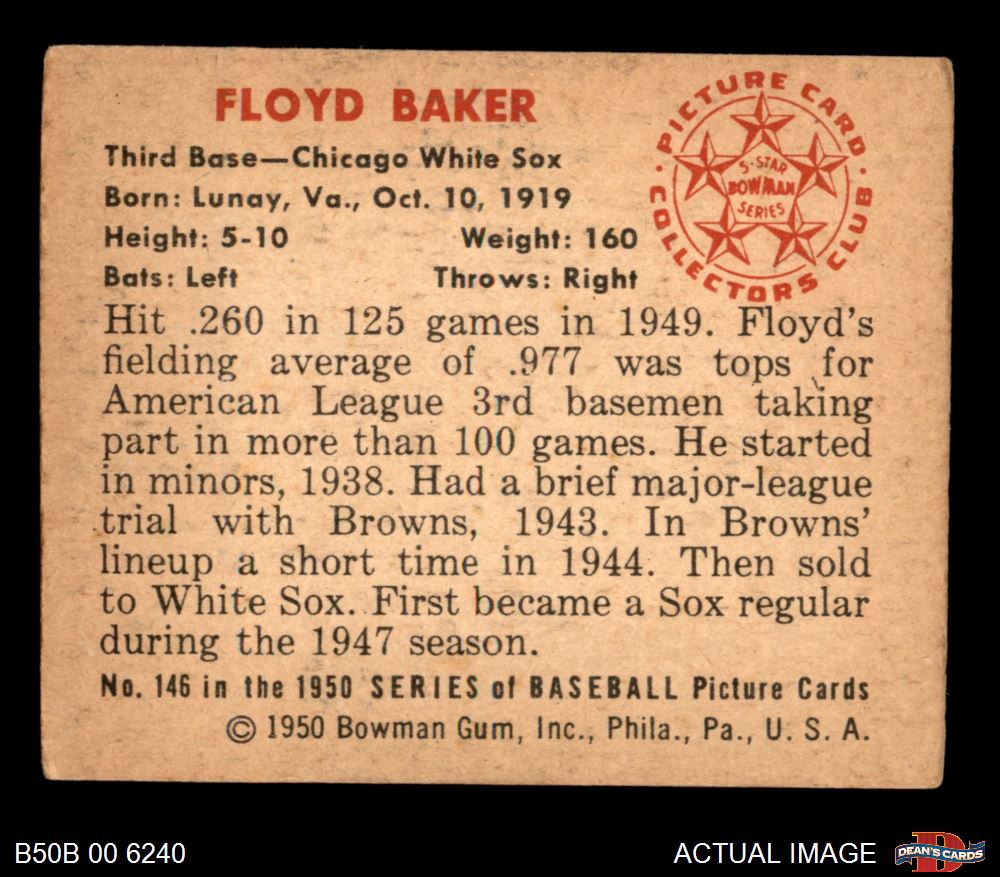 FLOYD BAKER
Third Base—Chicago White Sox
Born: Lunay, Va., Oct. 10, 1919
Height: 5-10 Weight: 160
Bats: Left Throws: Right
PICTURE CARD
COLLECTORS CLUB
5-STAR
BOWMAN
SERIES
Hit .260 in 125 games in 1949. Floyd's
fielding average of .977 was tops for
American League 3rd basemen taking
part in more than 100 games. He started
in minors, 1938. Had a brief major-league
trial with Browns, 1943. In Browns'
lineup a short time in 1944. Then sold
to White Sox. First became a Sox regular
during the 1947 season.
No. 146 in the 1950 SERIES of BASEBALL Picture Cards
© 1950 Bowman Gum, Inc., Phila., Pa., U. S. A.
B50B 00 6240
ACTUAL IMAGE
DEAN'S CARDS